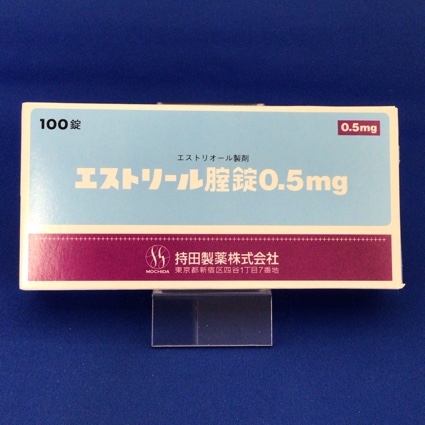 100錠
0.5mg
エストリオール製剤
エストリール腟錠0.5mg
MOCHIDA
持田製薬株式会社
東京都新宿区四谷1丁目7番地